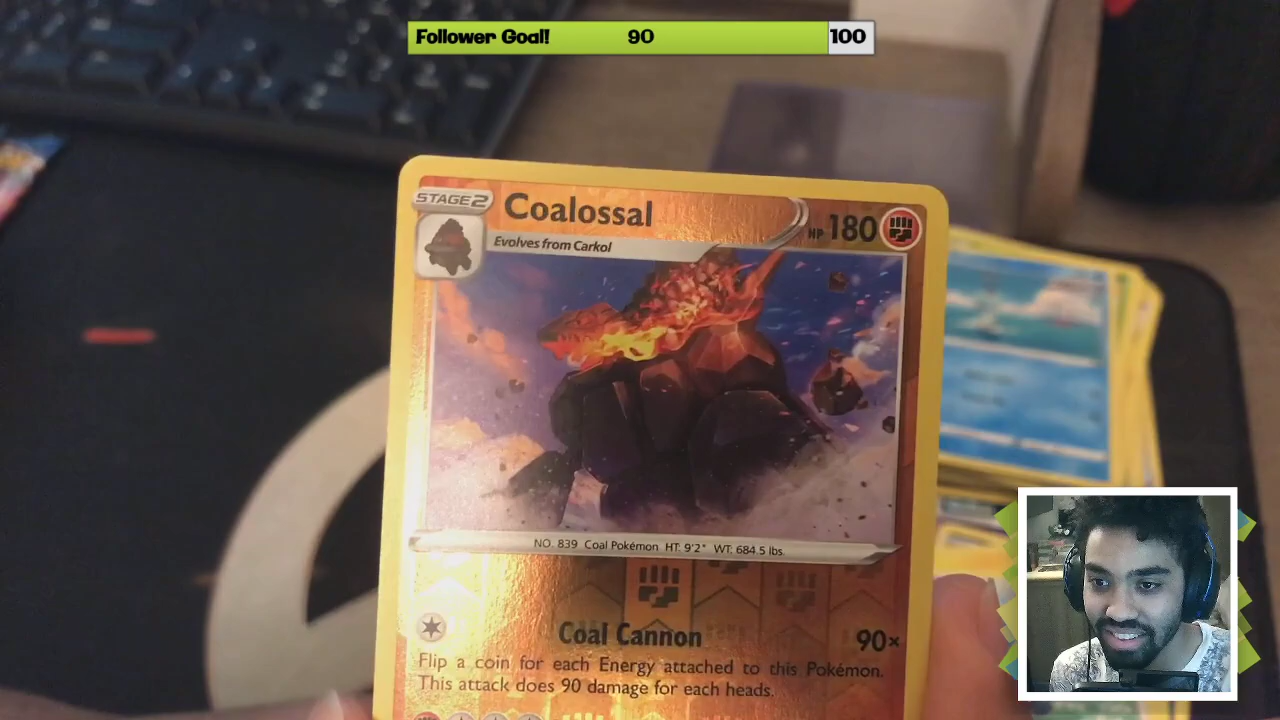 Follower Goal! 90 100
STAGE2 Coalossal HP 180
Evolves from Carkol
NO. 839 Coal Pokémon HT: 9'2" WT: 684.5 lbs.
Coal Cannon 90×
Flip a coin for each Energy attached to this Pokémon.
This attack does 90 damage for each heads.